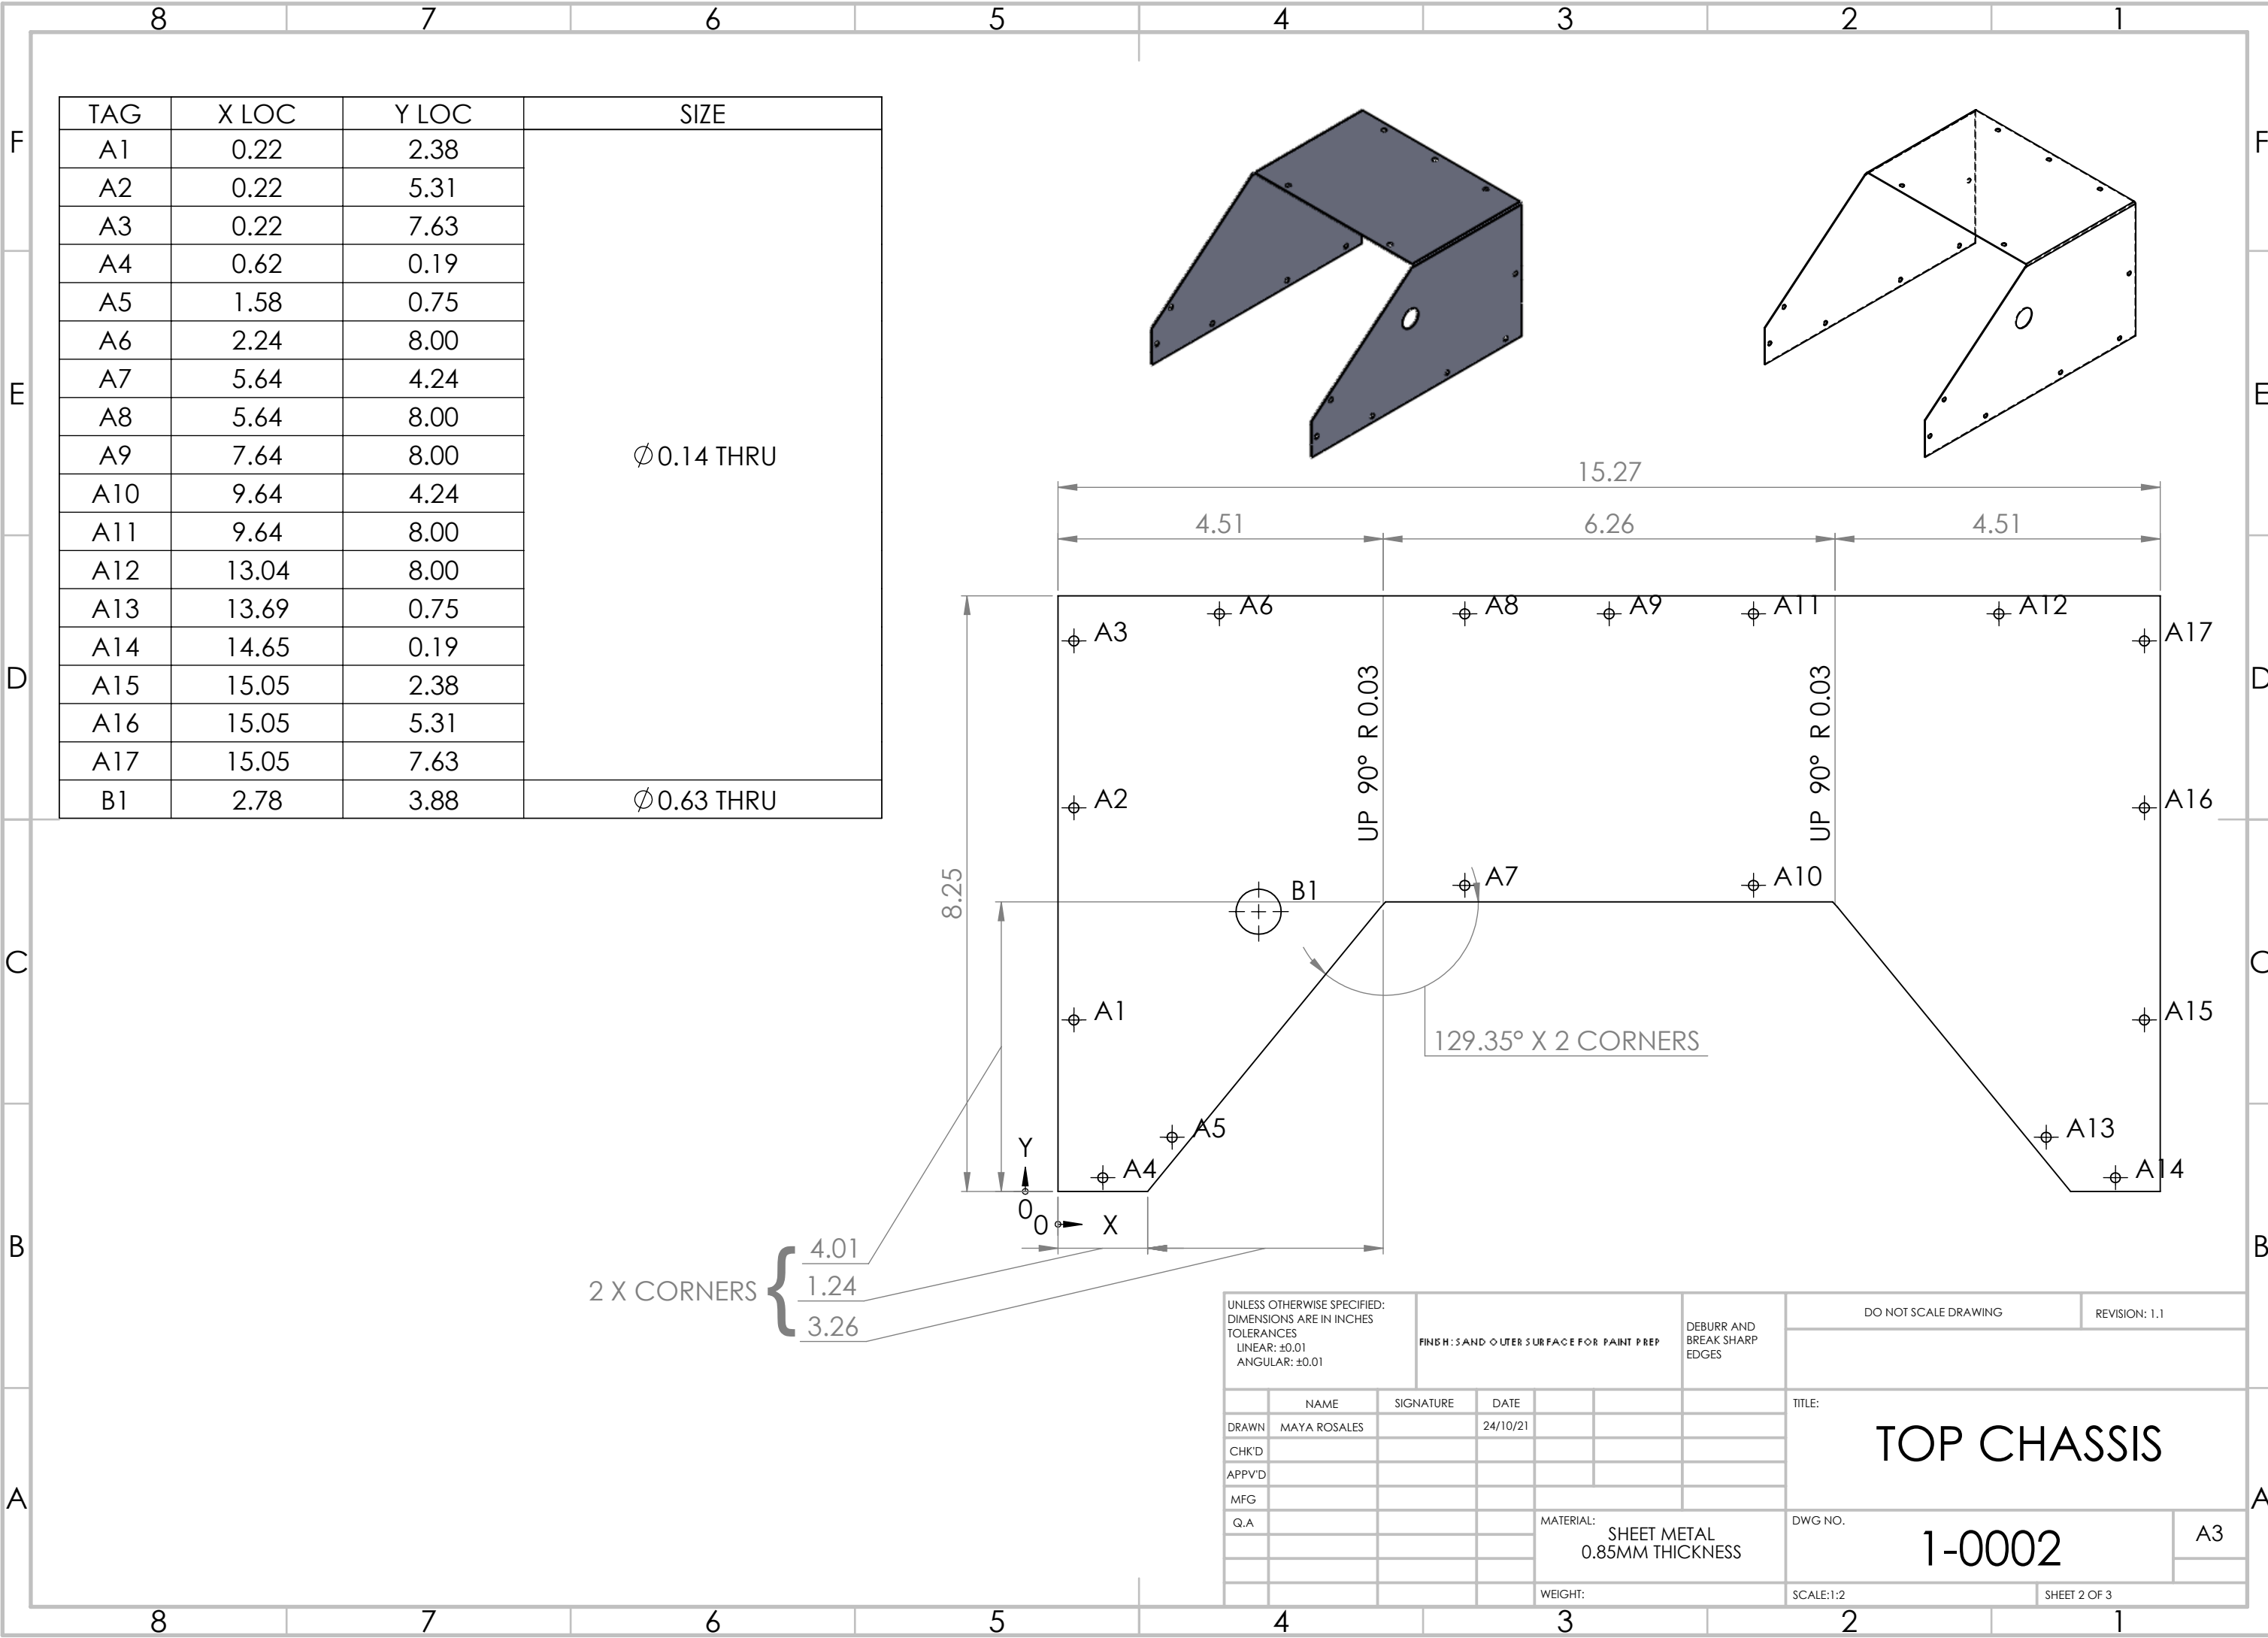 8 7 6 5 4 3 2 1
F F
E E
D D
C C
B B
A A
TAG X LOC Y LOC SIZE
A1 0.22 2.38
A2 0.22 5.31
A3 0.22 7.63
A4 0.62 0.19
A5 1.58 0.75
A6 2.24 8.00
A7 5.64 4.24
A8 5.64 8.00
A9 7.64 8.00 ∅0.14 THRU
A10 9.64 4.24
A11 9.64 8.00
A12 13.04 8.00
A13 13.69 0.75
A14 14.65 0.19
A15 15.05 2.38
A16 15.05 5.31
A17 15.05 7.63
B1 2.78 3.88 ∅0.63 THRU
15.27
4.51 6.26 4.51
A6 A8 A9 A11 A12
A3 A17
UP 90° R 0.03
UP 90° R 0.03
A2 A16
8.25
B1 A7 A10
A1 A15
129.35° X 2 CORNERS
A5 A13
Y
A4 A14
0
0 X
4.01
2 X CORNERS { 1.24
3.26
UNLESS OTHERWISE SPECIFIED:
DIMENSIONS ARE IN INCHES
TOLERANCES
LINEAR: ±0.01
ANGULAR: ±0.01
FINISH: SAND OUTER SURFACE FOR PAINT PREP
DEBURR AND
BREAK SHARP
EDGES
DO NOT SCALE DRAWING
REVISION: 1.1
NAME SIGNATURE DATE
DRAWN MAYA ROSALES 24/10/21
CHK'D
APPV'D
MFG
Q.A
TITLE:
TOP CHASSIS
MATERIAL:
SHEET METAL
0.85MM THICKNESS
DWG NO.
1-0002
A3
WEIGHT:
SCALE:1:2
SHEET 2 OF 3
8 7 6 5 4 3 2 1